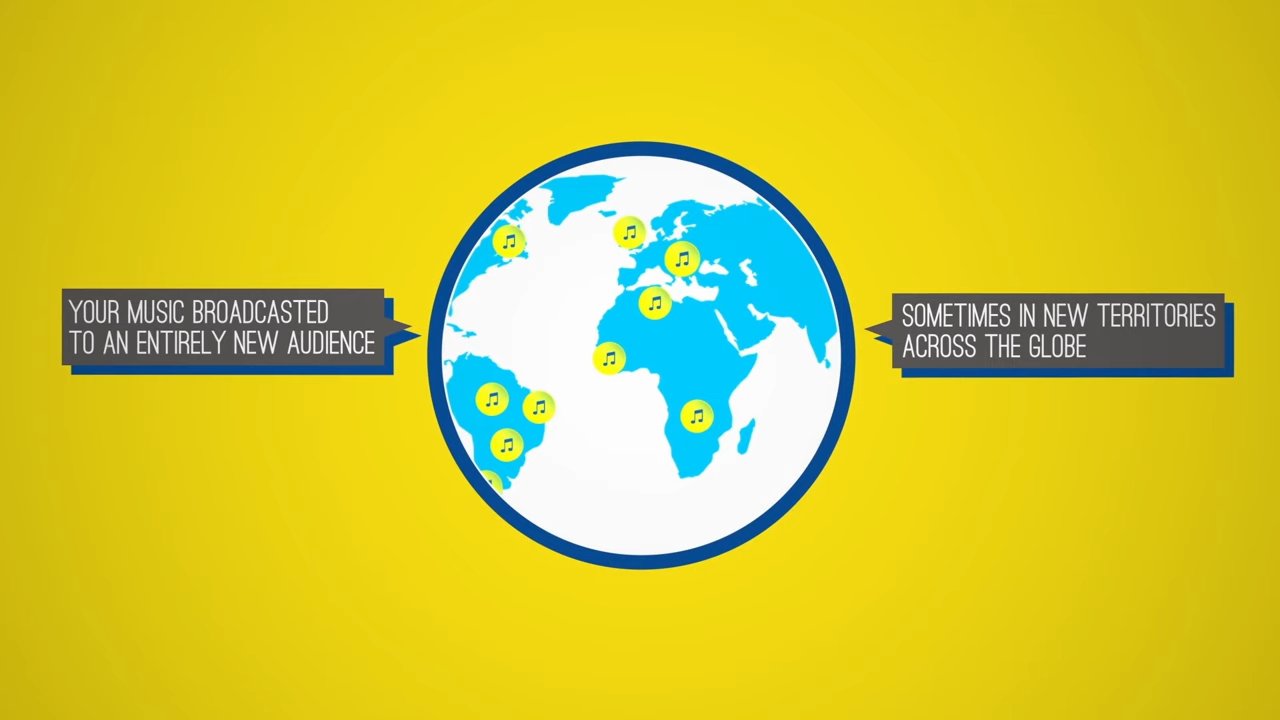 YOUR MUSIC BROADCASTED
TO AN ENTIRELY NEW AUDIENCE
SOMETIMES IN NEW TERRITORIES
ACROSS THE GLOBE